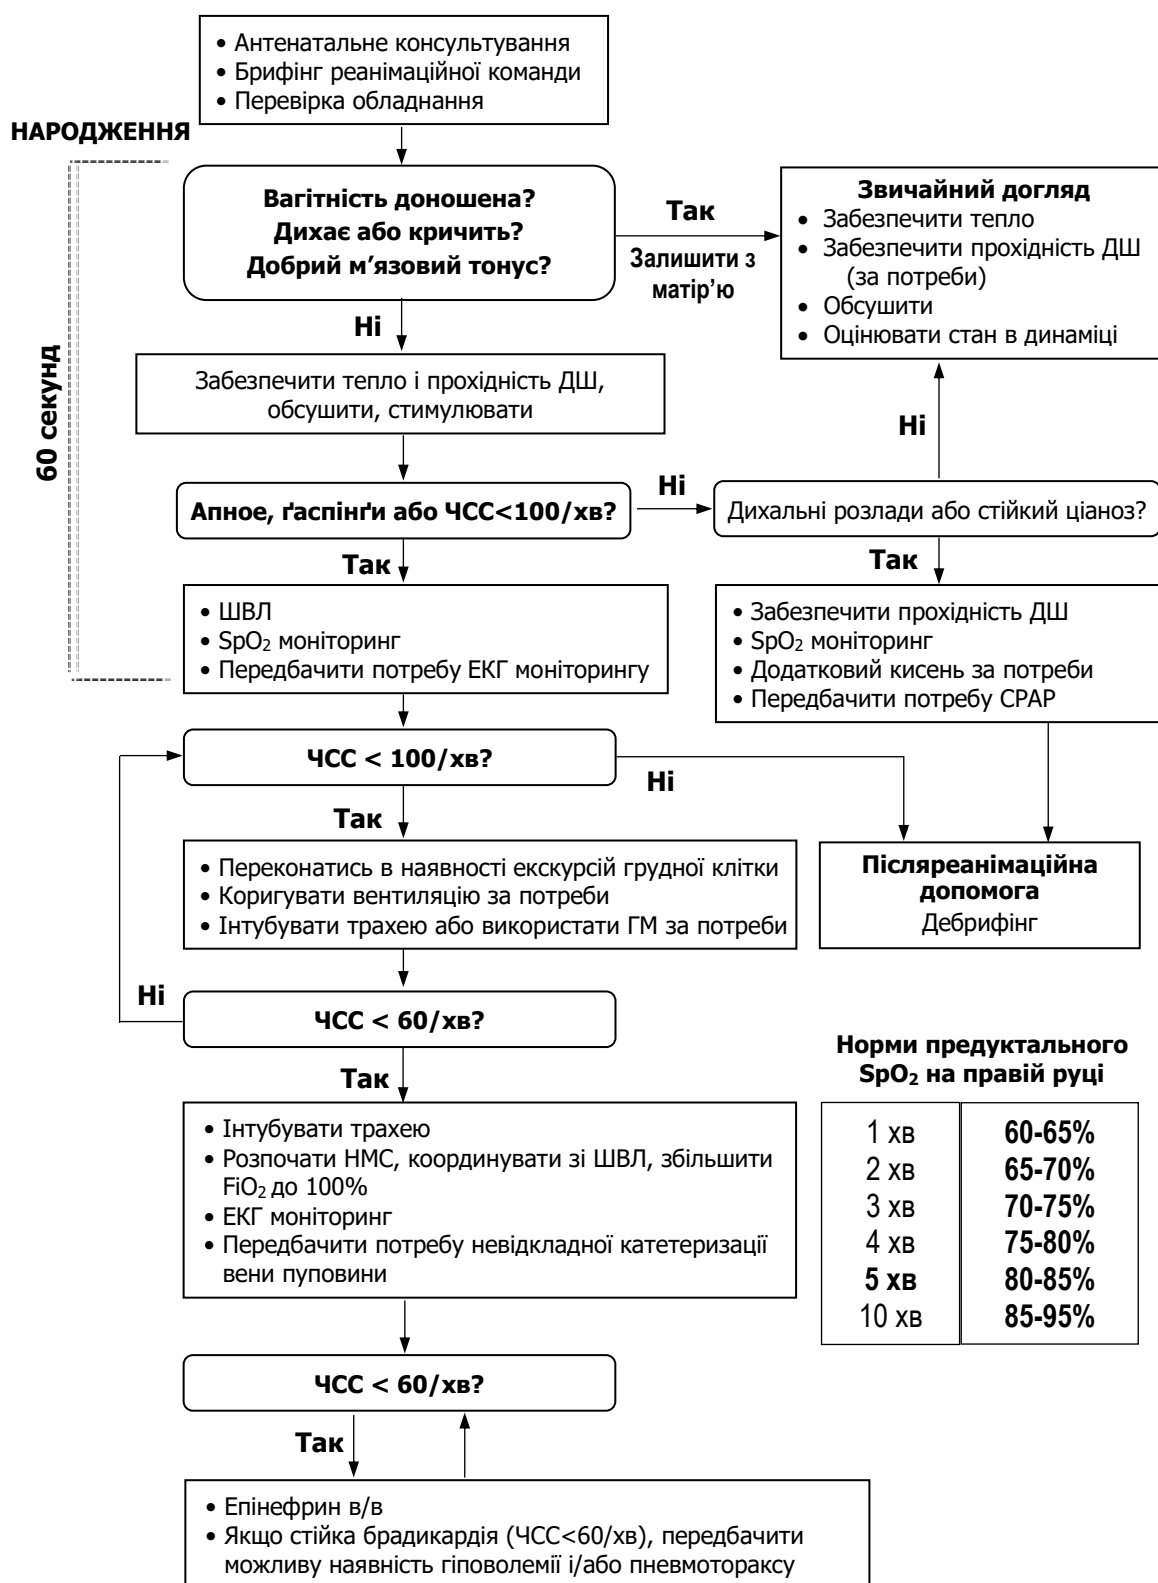 • Антенатальне консультування
• Брифінг реанімаційної команди
• Перевірка обладнання
НАРОДЖЕННЯ
60 секунд
Вагітність доношена?
Дихає або кричить?
Добрий м’язовий тонус?
Так
Залишити з
матір’ю
Звичайний догляд
• Забезпечити тепло
• Забезпечити прохідність ДШ
(за потреби)
• Обсушити
• Оцінювати стан в динаміці
Ні
Забезпечити тепло і прохідність ДШ,
обсушити, стимулювати
Ні
Апное, ґаспінґи або ЧСС<100/хв?
Ні
Дихальні розлади або стійкий ціаноз?
Так
Так
• ШВЛ
• SpO₂ моніторинг
• Передбачити потребу ЕКГ моніторингу
• Забезпечити прохідність ДШ
• SpO₂ моніторинг
• Додатковий кисень за потреби
• Передбачити потребу CPAP
ЧСС < 100/хв?
Ні
Так
• Переконатись в наявності екскурсій грудної клітки
• Коригувати вентиляцію за потреби
• Інтубувати трахею або використати ГМ за потреби
Післяреанімаційна
допомога
Дебрифінг
Ні
ЧСС < 60/хв?
Так
• Інтубувати трахею
• Розпочати НМС, координувати зі ШВЛ, збільшити
FiO₂ до 100%
• ЕКГ моніторинг
• Передбачити потребу невідкладної катетеризації
вени пуповини
Норми предуктального
SpO₂ на правій руці
1 хв 60-65%
2 хв 65-70%
3 хв 70-75%
4 хв 75-80%
5 хв 80-85%
10 хв 85-95%
ЧСС < 60/хв?
Так
• Епінефрин в/в
• Якщо стійка брадикардія (ЧСС<60/хв), передбачити
можливу наявність гіповолемії і/або пневмотораксу